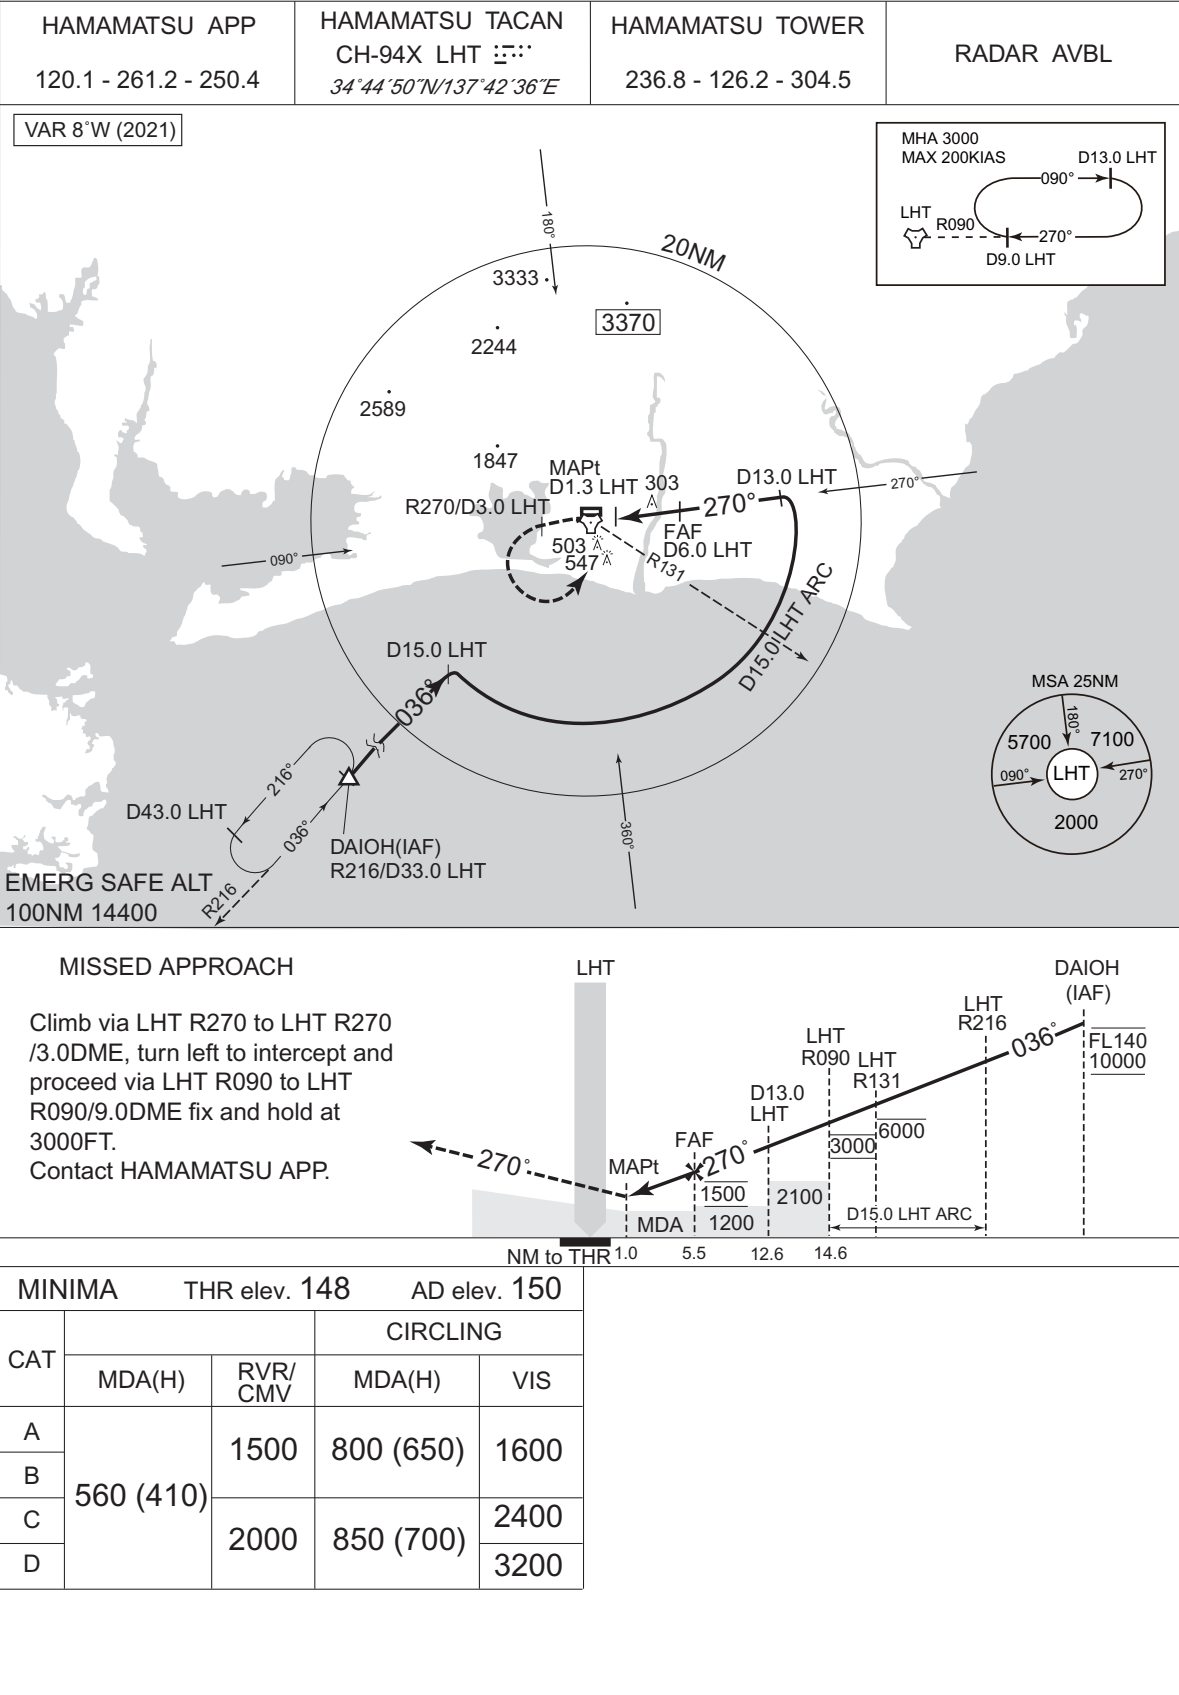 HAMAMATSU APP
120.1 - 261.2 - 250.4
HAMAMATSU TACAN
CH-94X LHT
34˚44´50˝N/137˚42´36˝E
HAMAMATSU TOWER
236.8 - 126.2 - 304.5
RADAR AVBL
VAR 8˚W (2021)
MHA 3000
MAX 200KIAS
D13.0 LHT
090°
LHT
R090
270°
D9.0 LHT
180°
20NM
3333
3370
2244
2589
1847
MAPt
D1.3 LHT
303
D13.0 LHT
270°
270°
R270/D3.0 LHT
FAF
D6.0 LHT
503
547
R131
090°
D15.0 LHT ARC
D15.0 LHT
036°
216°
036°
D43.0 LHT
DAIOH(IAF)
R216/D33.0 LHT
R216
360°
EMERG SAFE ALT
100NM 14400
MSA 25NM
180°
5700
7100
090°
LHT
270°
2000
MISSED APPROACH
Climb via LHT R270 to LHT R270
/3.0DME, turn left to intercept and
proceed via LHT R090 to LHT
R090/9.0DME fix and hold at
3000FT.
Contact HAMAMATSU APP.
LHT
DAIOH
(IAF)
LHT
R216
036°
FL140
10000
LHT
R090
LHT
R131
D13.0
LHT
6000
3000
FAF
270°
270°
MAPt
1500
2100
MDA
1200
D15.0 LHT ARC
NM to THR
1.0
5.5
12.6
14.6
MINIMA
THR elev. 148
AD elev. 150
CAT
CIRCLING
MDA(H)
RVR/
CMV
MDA(H)
VIS
A
B
C
D
560 (410)
1500
2000
800 (650)
850 (700)
1600
2400
3200